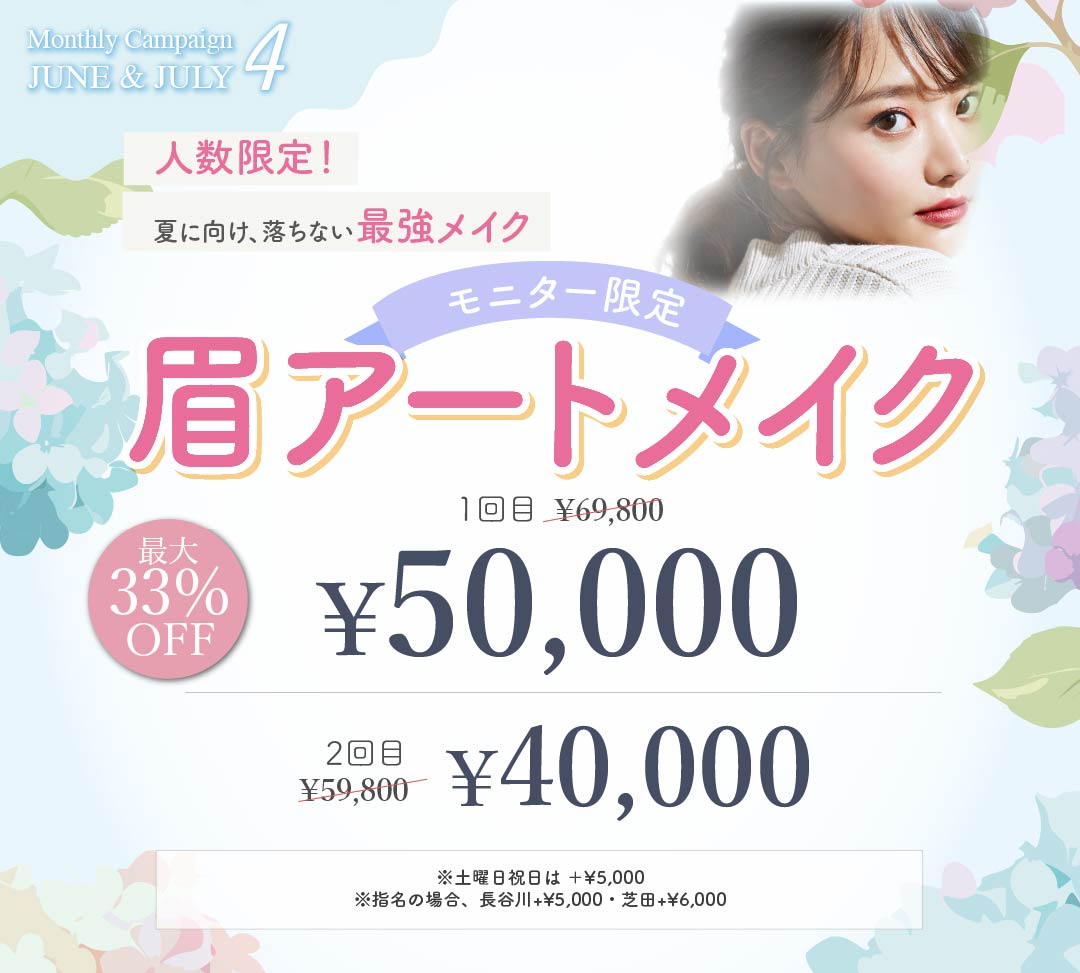 Monthly Campaign
JUNE & JULY 4
人数限定!
夏に向け、落ちない最強メイク
モニター限定
眉アートメイク
1回目 ¥69,800
¥50,000
最大
33%
OFF
2回目
¥59,800
¥40,000
※土曜日祝日は +¥5,000
※指名の場合、長谷川+¥5,000・芝田+¥6,000